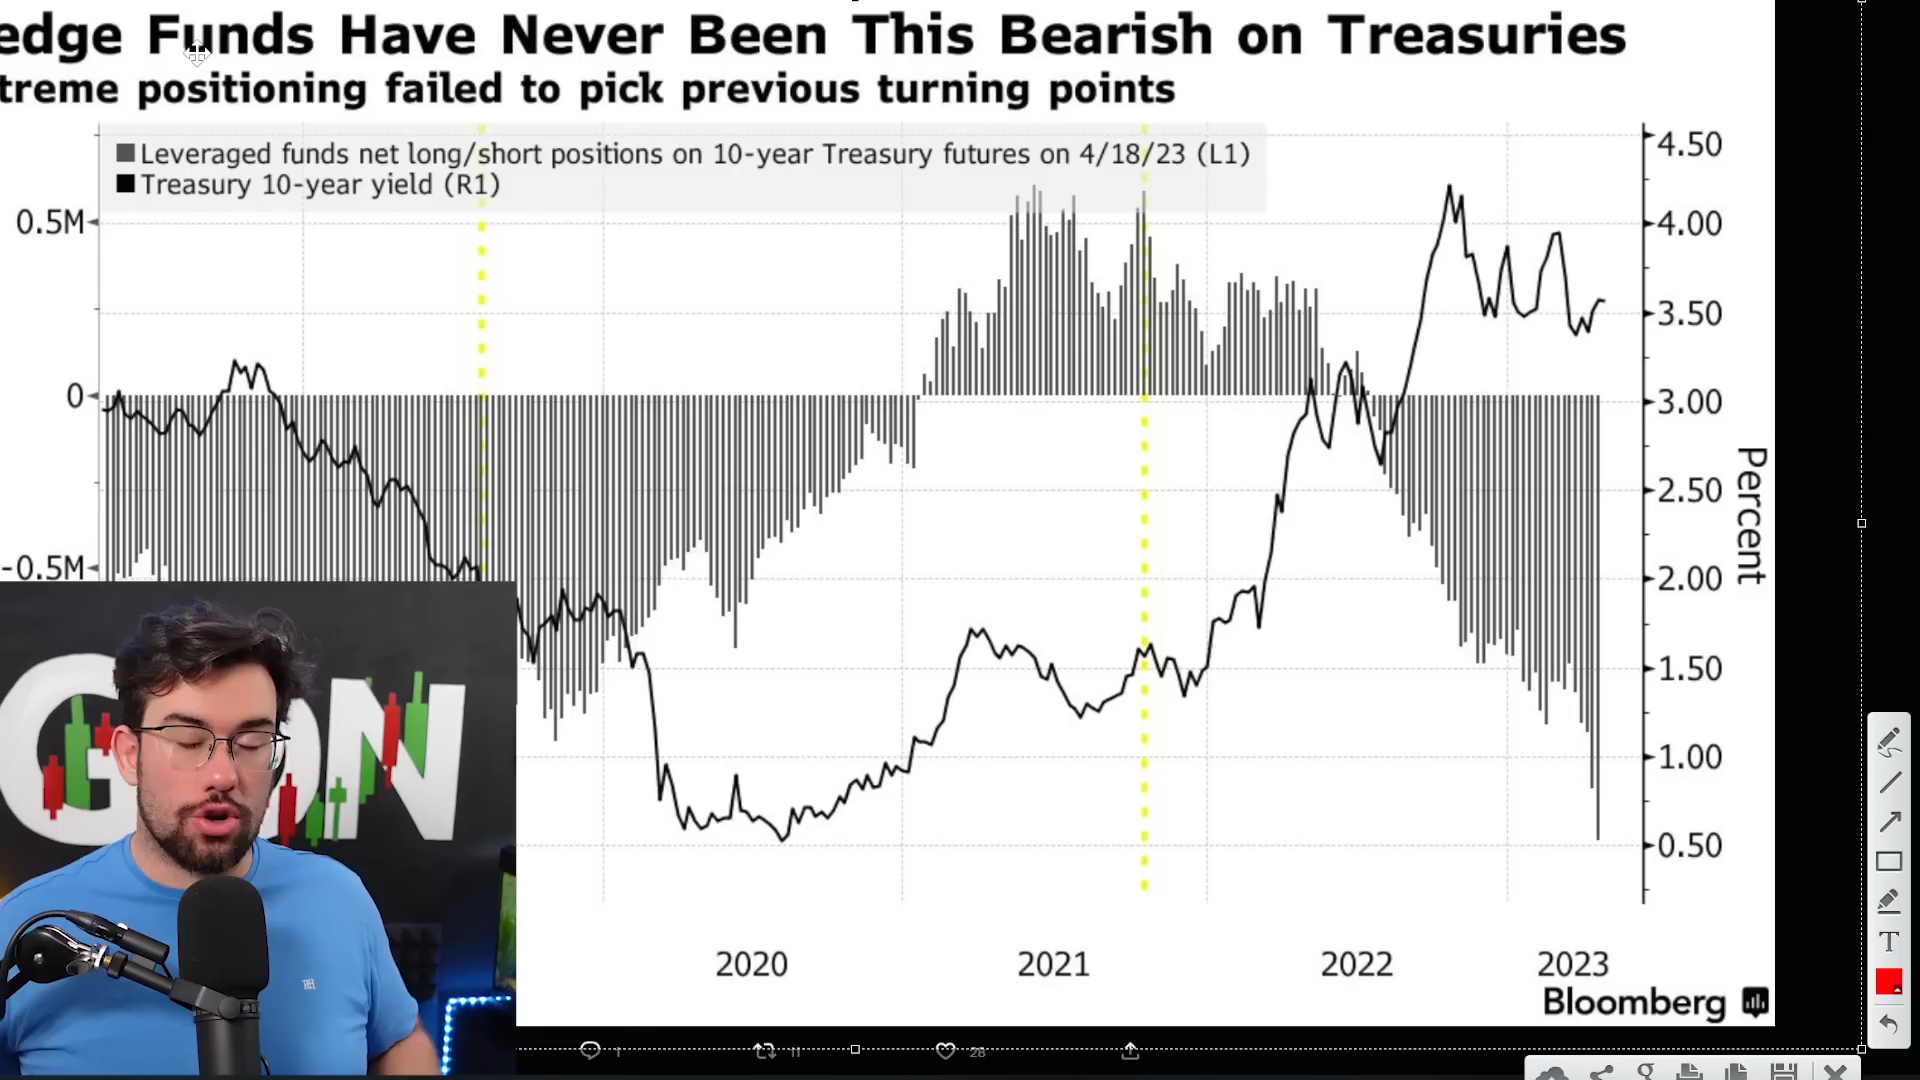 edge Funds Have Never Been This Bearish on Treasuries
treme positioning failed to pick previous turning points
Leveraged funds net long/short positions on 10-year Treasury futures on 4/18/23 (L1)
Treasury 10-year yield (R1)
0.5M
0
-0.5M
4.50
4.00
3.50
3.00
2.50
2.00
1.50
1.00
0.50
Percent
2020
2021
2022
2023
Bloomberg
1
11
28
T
g